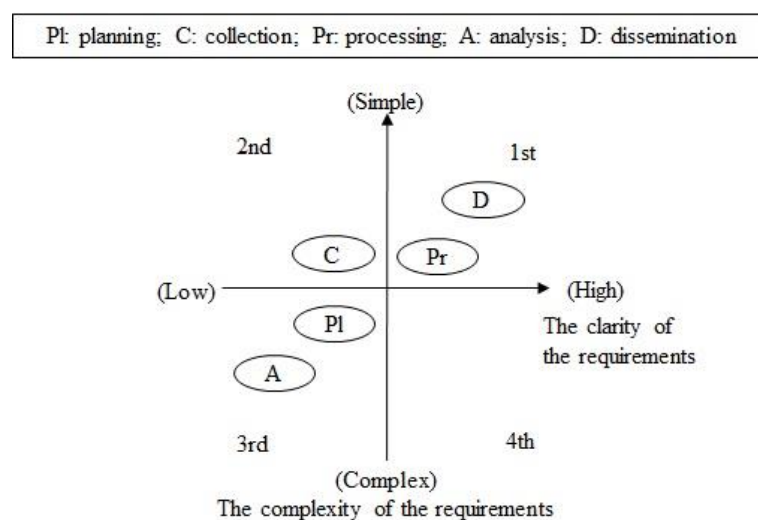 Pl: planning; C: collection; Pr: processing; A: analysis; D: dissemination
(Simple)
2nd
1st
D
C
Pr
(Low)
(High)
Pl
The clarity of
the requirements
A
3rd
4th
(Complex)
The complexity of the requirements